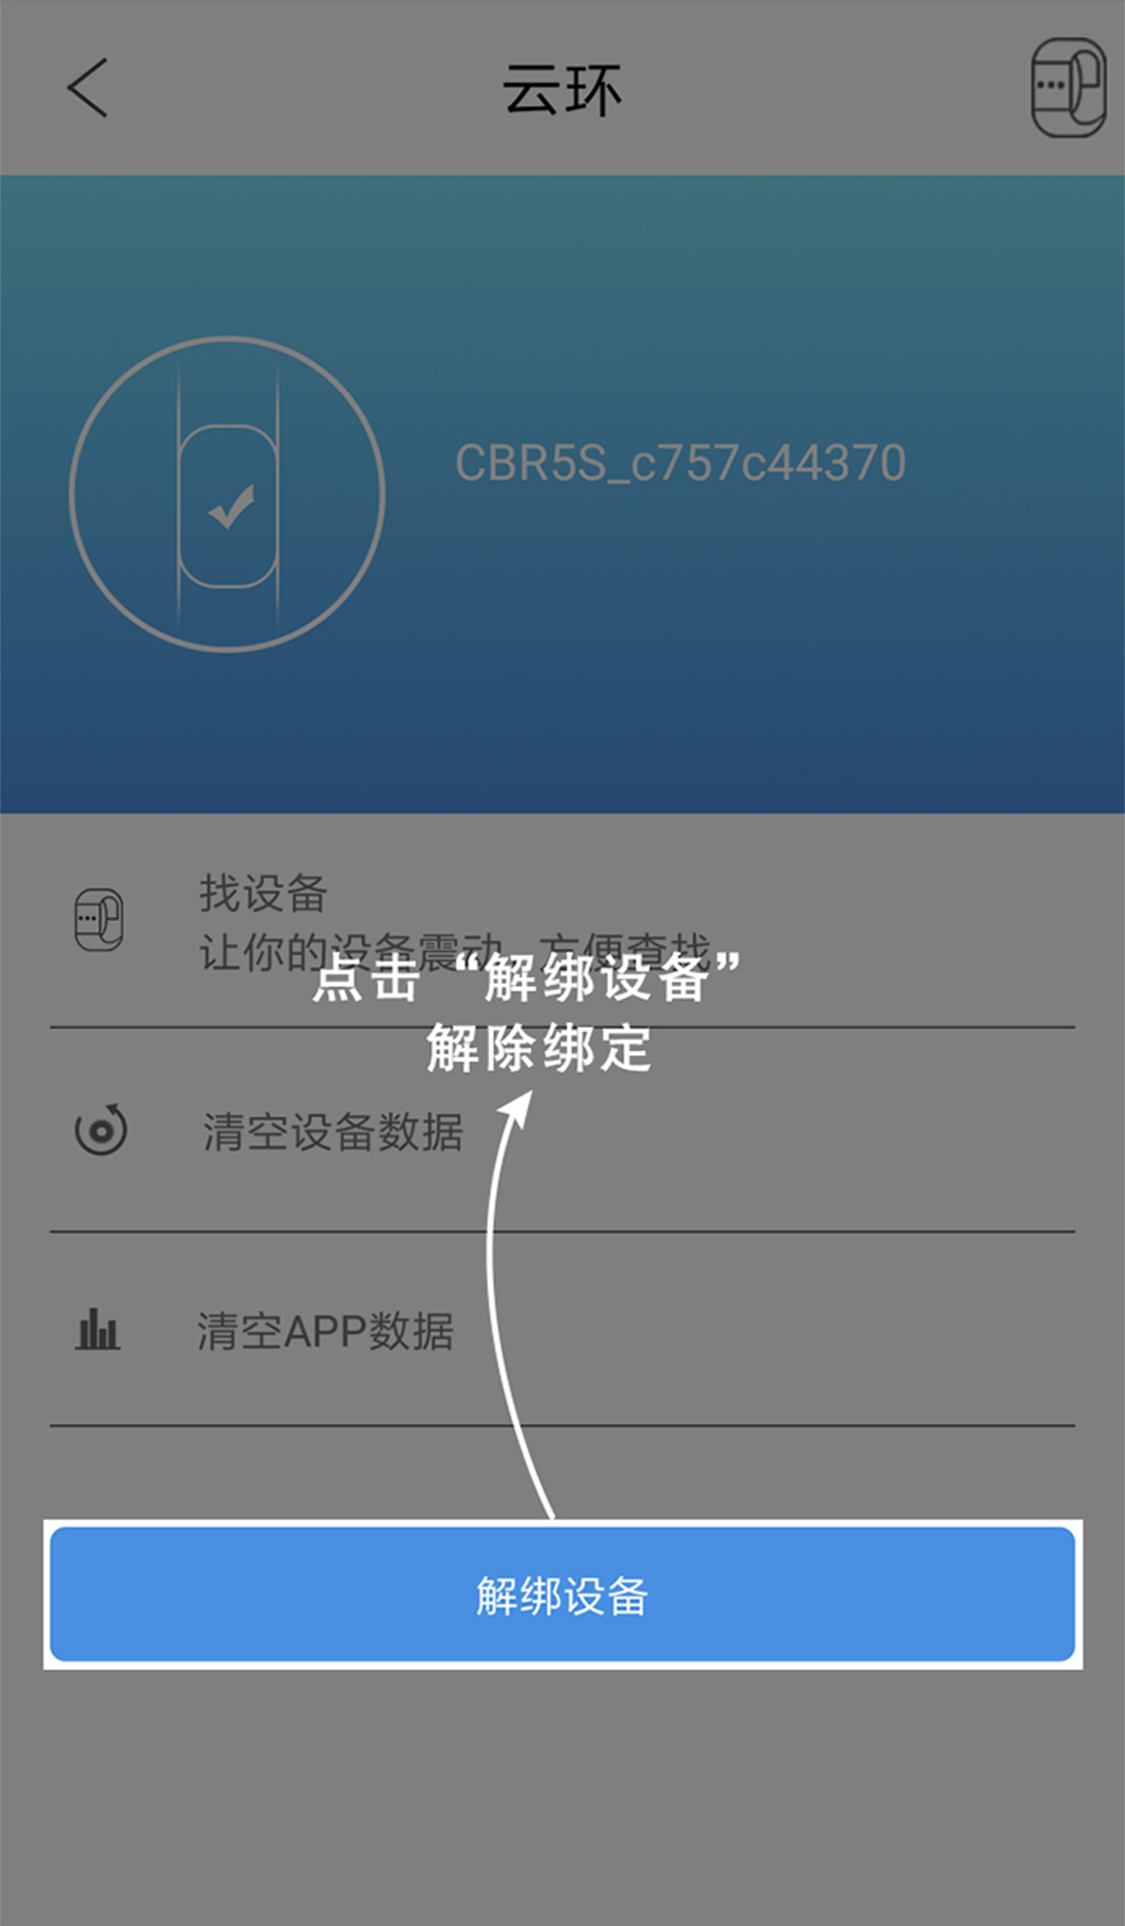 云环
CBR5S_c757c44370
找设备
让你的设备震动，方便查找
点击“解绑设备”
解除绑定
清空设备数据
清空APP数据
解绑设备